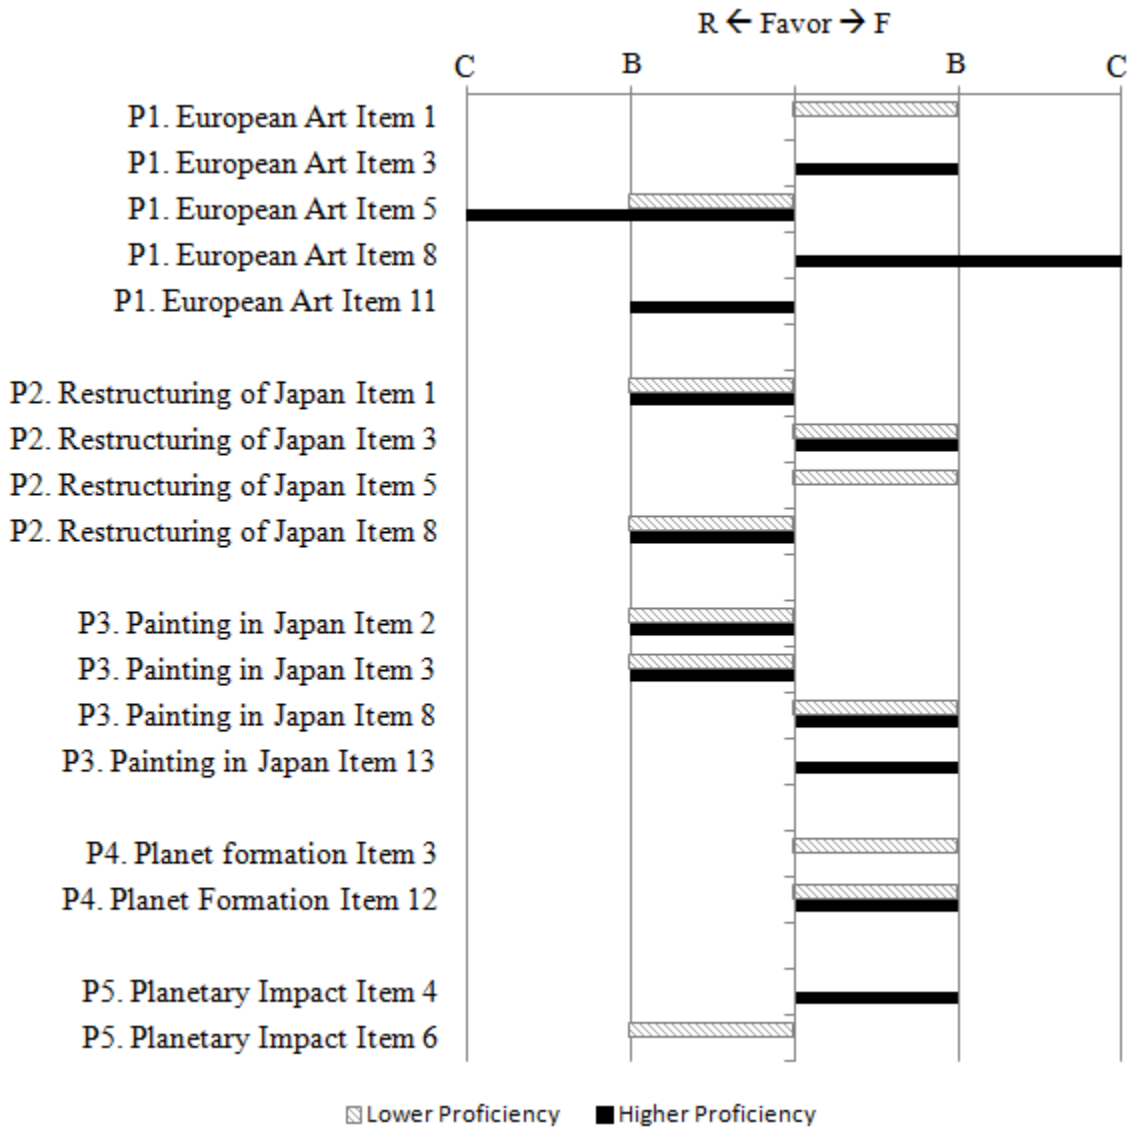 R ← Favor → F
C B B C
P1. European Art Item 1
P1. European Art Item 3
P1. European Art Item 5
P1. European Art Item 8
P1. European Art Item 11
P2. Restructuring of Japan Item 1
P2. Restructuring of Japan Item 3
P2. Restructuring of Japan Item 5
P2. Restructuring of Japan Item 8
P3. Painting in Japan Item 2
P3. Painting in Japan Item 3
P3. Painting in Japan Item 8
P3. Painting in Japan Item 13
P4. Planet formation Item 3
P4. Planet Formation Item 12
P5. Planetary Impact Item 4
P5. Planetary Impact Item 6
Lower Proficiency Higher Proficiency